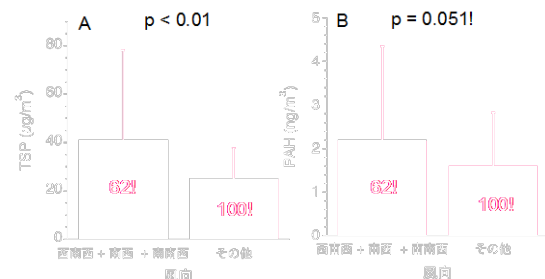 A
p < 0.01
80
60
40
20
0
TSP (μg/m³)
62!
100!
西南西 + 南西 + 南南西
その他
風向
B
p = 0.051!
5
4
3
2
1
0
PAH (ng/m³)
62!
100!
西南西 + 南西 + 南南西
その他
風向